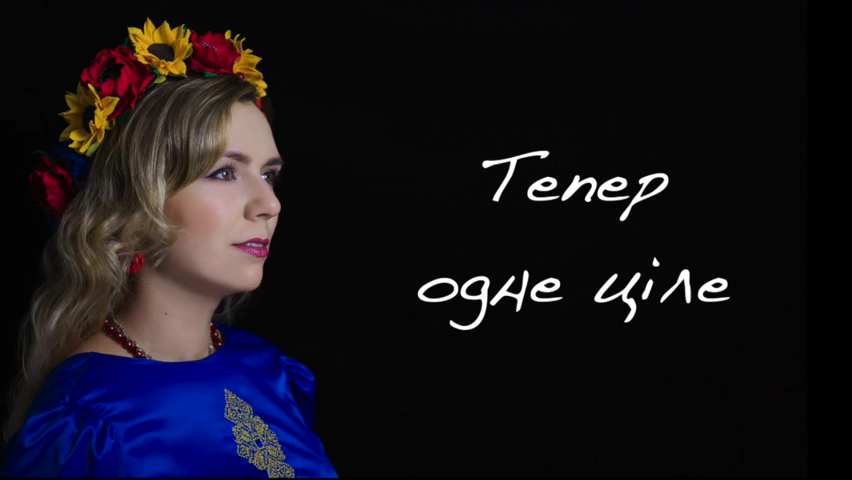 Тепер
одне ціле